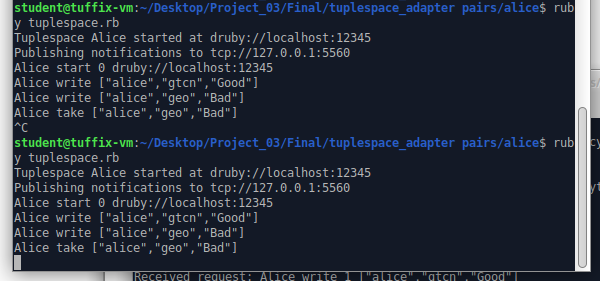 student@tuffix-vm:~/Desktop/Project_03/Final/tuplespace_adapter pairs/alice$ rub
y tuplespace.rb
Tuplespace Alice started at druby://localhost:12345
Publishing notifications to tcp://127.0.0.1:5560
Alice start 0 druby://localhost:12345
Alice write ["alice","gtcn","Good"]
Alice write ["alice","geo","Bad"]
Alice take ["alice","geo","Bad"]
^C
student@tuffix-vm:~/Desktop/Project_03/Final/tuplespace_adapter pairs/alice$ rub
y tuplespace.rb
Tuplespace Alice started at druby://localhost:12345
Publishing notifications to tcp://127.0.0.1:5560
Alice start 0 druby://localhost:12345
Alice write ["alice","gtcn","Good"]
Alice write ["alice","geo","Bad"]
Alice take ["alice","geo","Bad"]
Received request: Alice write 1 ["alice","gtcn","Good"]